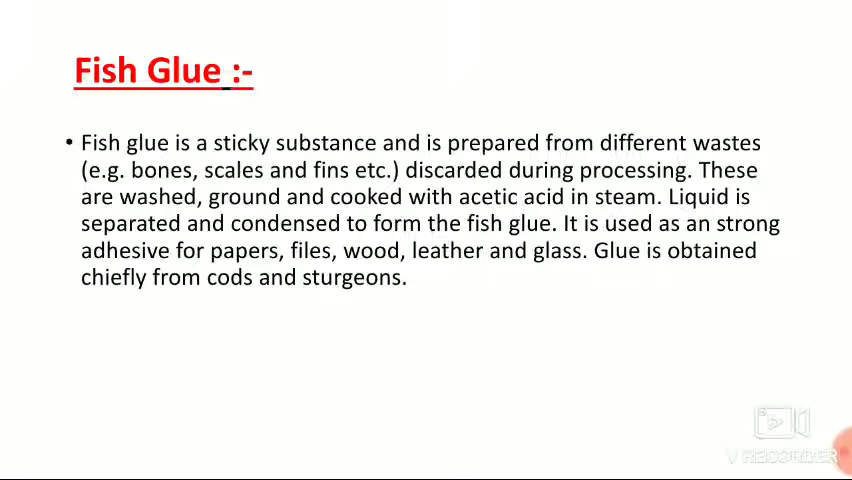 Fish Glue :-
• Fish glue is a sticky substance and is prepared from different wastes
(e.g. bones, scales and fins etc.) discarded during processing. These
are washed, ground and cooked with acetic acid in steam. Liquid is
separated and condensed to form the fish glue. It is used as an strong
adhesive for papers, files, wood, leather and glass. Glue is obtained
chiefly from cods and sturgeons.
V RECORDER